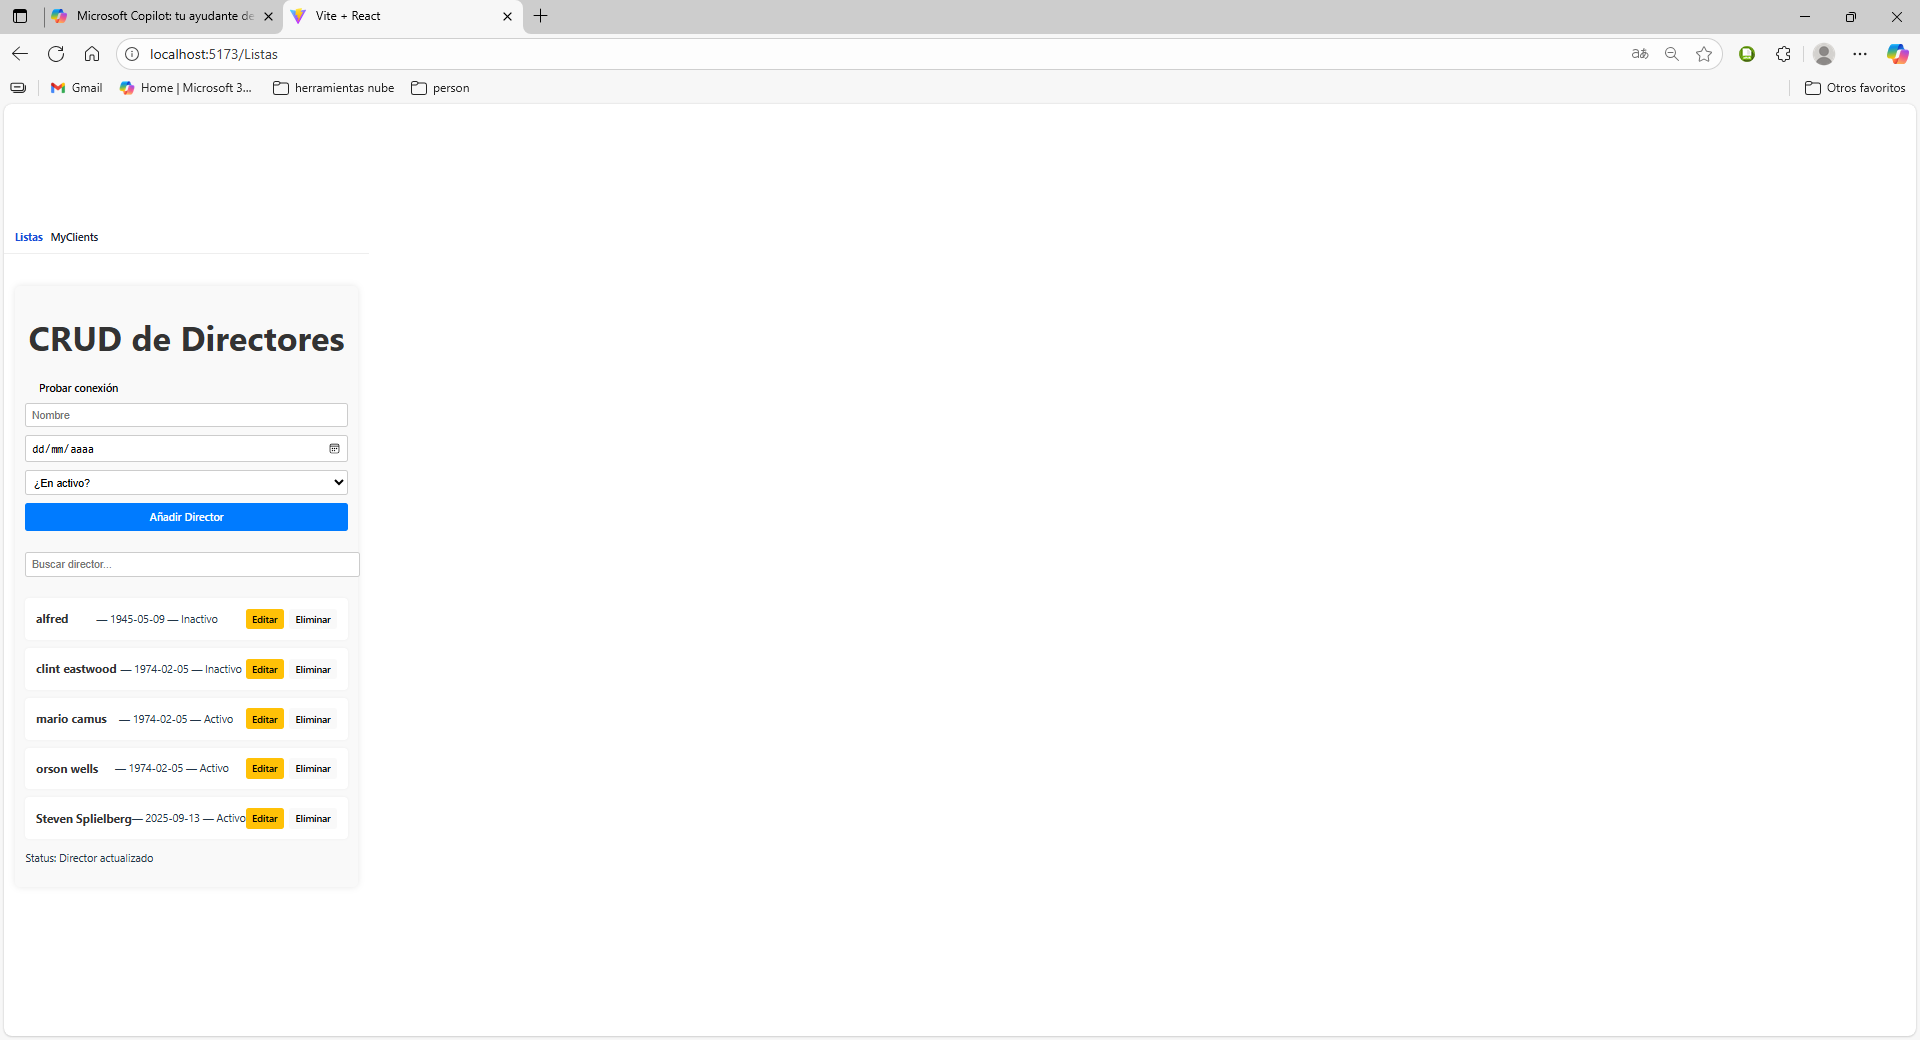 Microsoft Copilot: tu ayudante de
Vite + React
localhost:5173/Listas
aあ
Gmail
Home | Microsoft 3...
herramientas nube
person
Otros favoritos
Listas MyClients
CRUD de Directores
Probar conexión
Nombre
dd/mm/aaaa
¿En activo?
Añadir Director
Buscar director...
alfred — 1945-05-09 — Inactivo Editar Eliminar
clint eastwood — 1974-02-05 — Inactivo Editar Eliminar
mario camus — 1974-02-05 — Activo Editar Eliminar
orson wells — 1974-02-05 — Activo Editar Eliminar
Steven Splielberg— 2025-09-13 — Activo Editar Eliminar
Status: Director actualizado